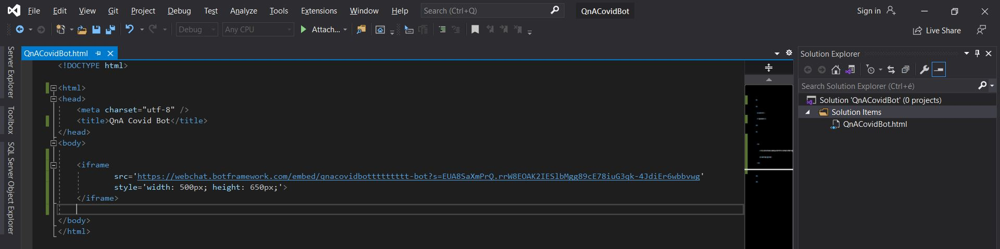 File Edit View Git Project Debug Test Analyze Tools Extensions Window Help Search (Ctrl+Q) QnACovidBot Sign in
Debug Any CPU Attach... Live Share
Server Explorer
Toolbox
SQL Server Object Explorer
QnACovidBot.html
<!DOCTYPE html>
<html>
<head>
<meta charset="utf-8" />
<title>QnA Covid Bot</title>
</head>
<body>
<iframe
src='https://webchat.botframework.com/embed/qnacovidbotttttttttt-bot?s=EUA8SaXmPrQ.rrW8EOAK2IESlbMgg89cE78iuG3qk-4JdiEr6wbbvwg'
style='width: 500px; height: 650px;'>
</iframe>
</body>
</html>
Solution Explorer
Search Solution Explorer (Ctrl+é)
Solution 'QnACovidBot' (0 projects)
Solution Items
QnACovidBot.html